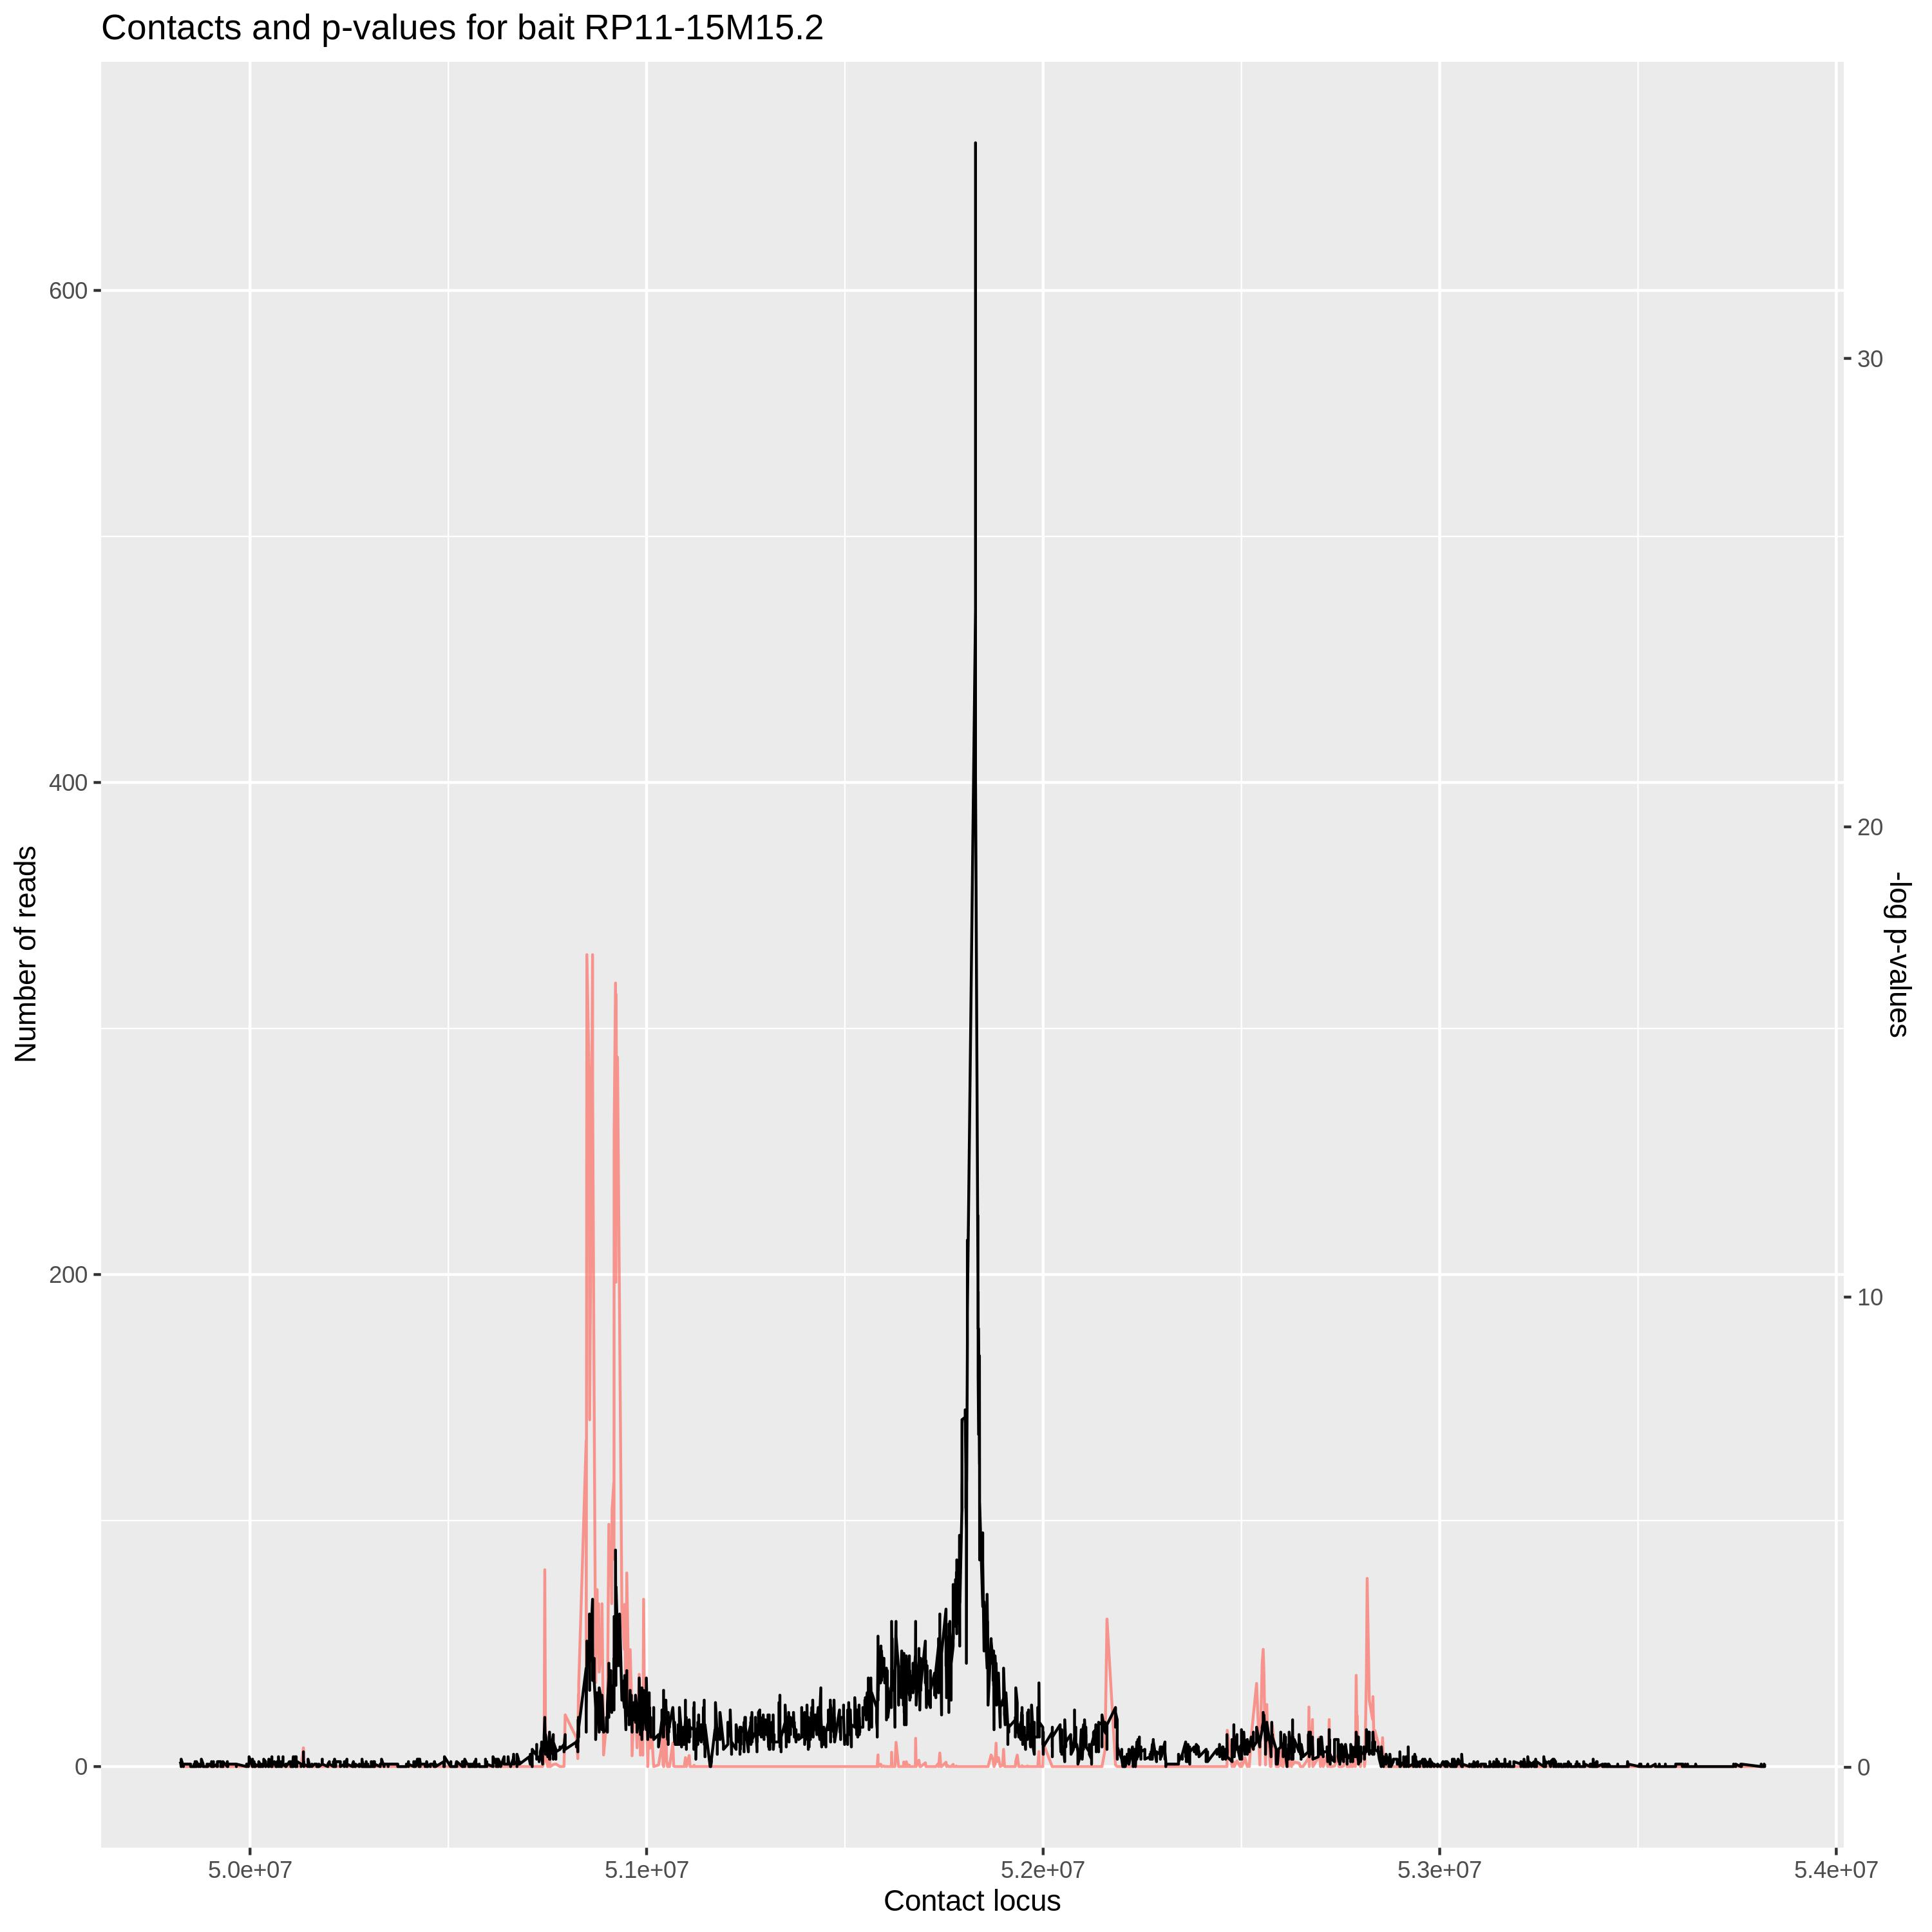 Contacts and p-values for bait RP11-15M15.2
600
400
200
0
Number of reads
30
20
10
0
-log p-values
5.0e+07
5.1e+07
5.2e+07
5.3e+07
5.4e+07
Contact locus